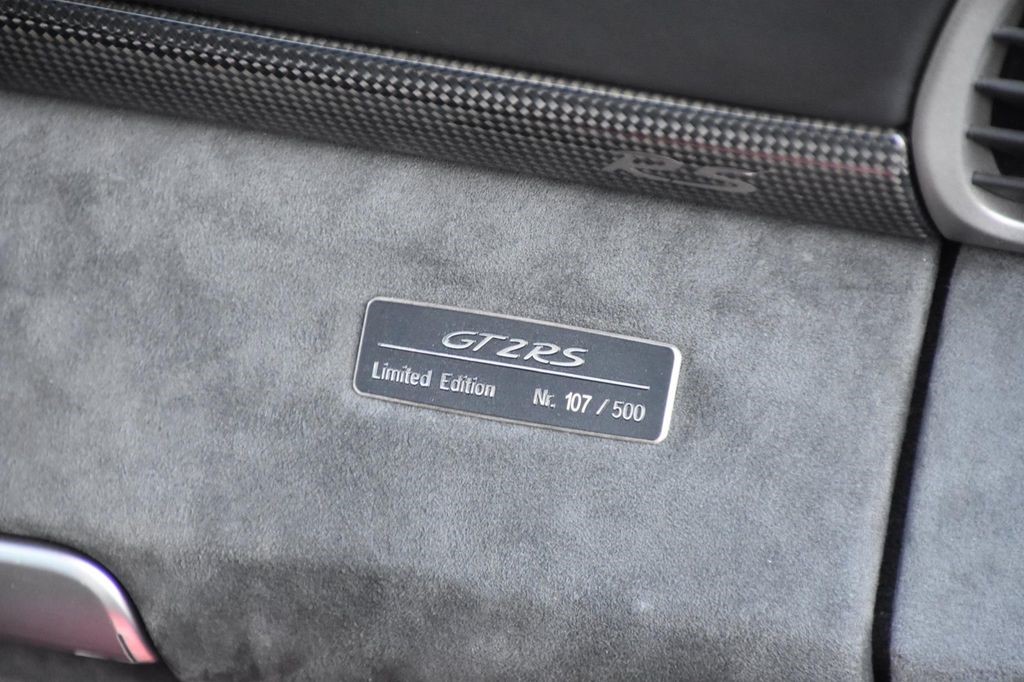 RS
GT2RS
Limited Edition Nr. 107 / 500